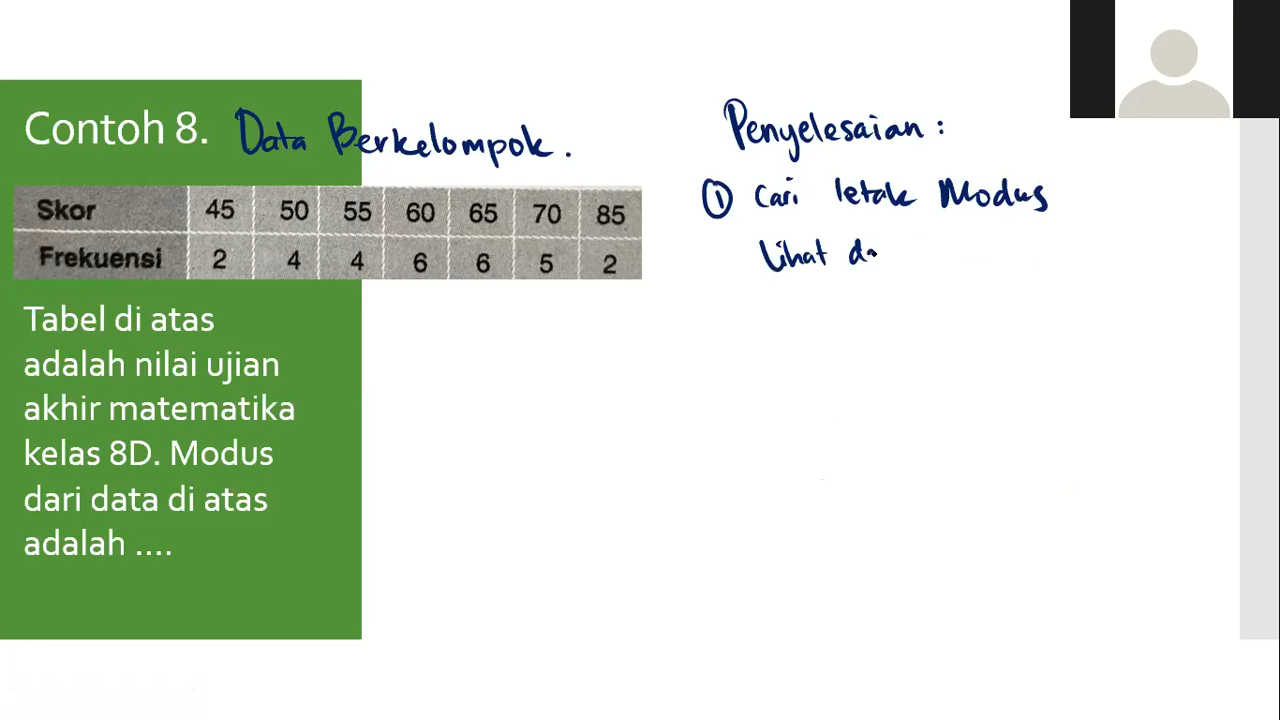 Contoh 8. Data Berkelompok.
Skor 45 50 55 60 65 70 85
Frekuensi 2 4 4 6 6 5 2
Tabel di atas
adalah nilai ujian
akhir matematika
kelas 8D. Modus
dari data di atas
adalah ....
Penyelesaian :
① Cari letak Modus
Lihat da